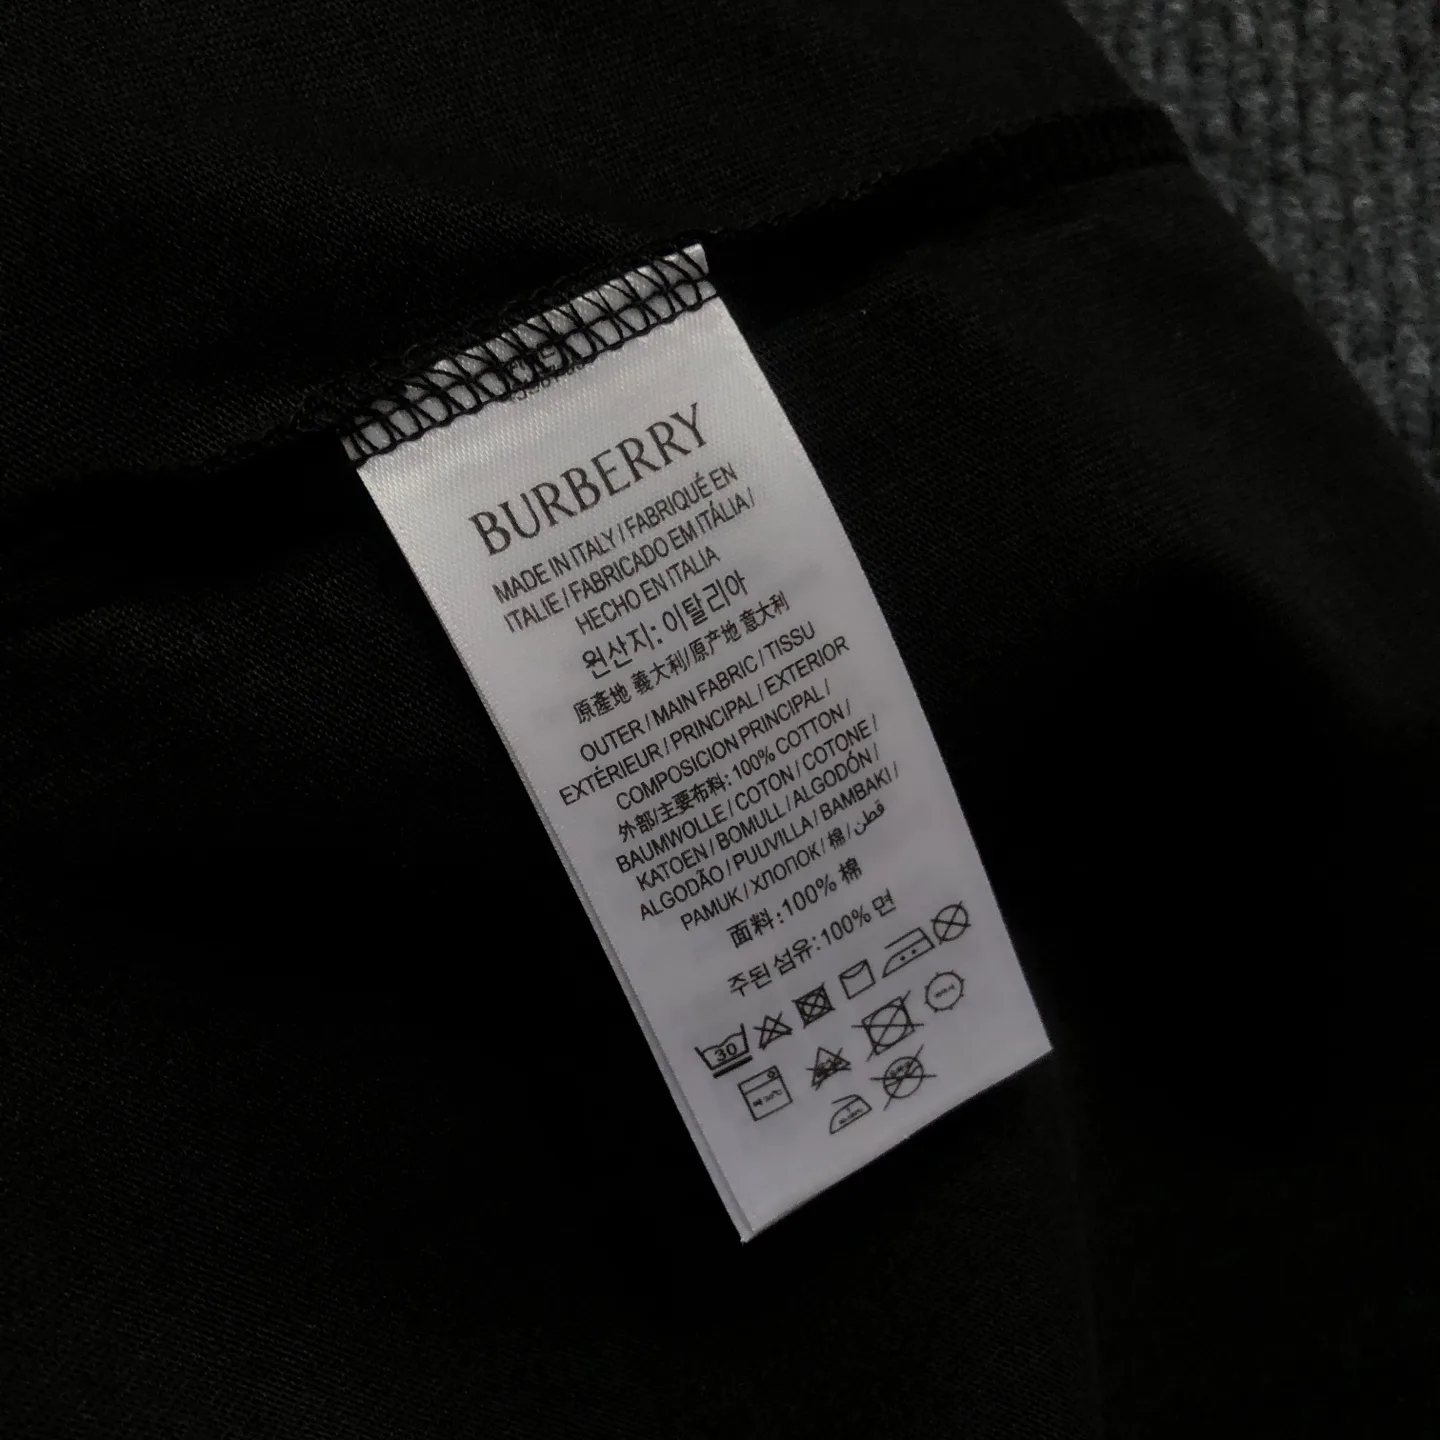 BURBERRY
MADE IN ITALY / FABRIQUÉ EN
ITALIE / FABRICADO EM ITÁLIA /
HECHO EN ITALIA
원산지: 이탈리아
原產地 義大利/原产地 意大利
OUTER / MAIN FABRIC / TISSU
EXTÉRIEUR / PRINCIPAL / EXTERIOR
COMPOSICION PRINCIPAL /
外部/主要布料: 100% COTTON /
BAUMWOLLE / COTON / COTONE /
KATOEN / BOMULL / ALGODÓN /
ALGODÃO / PUUVILLA / BAMBAKI /
PAMUK / ХЛОПОК / 棉 / قطن
面料: 100% 棉
주된 섬유: 100% 면
30